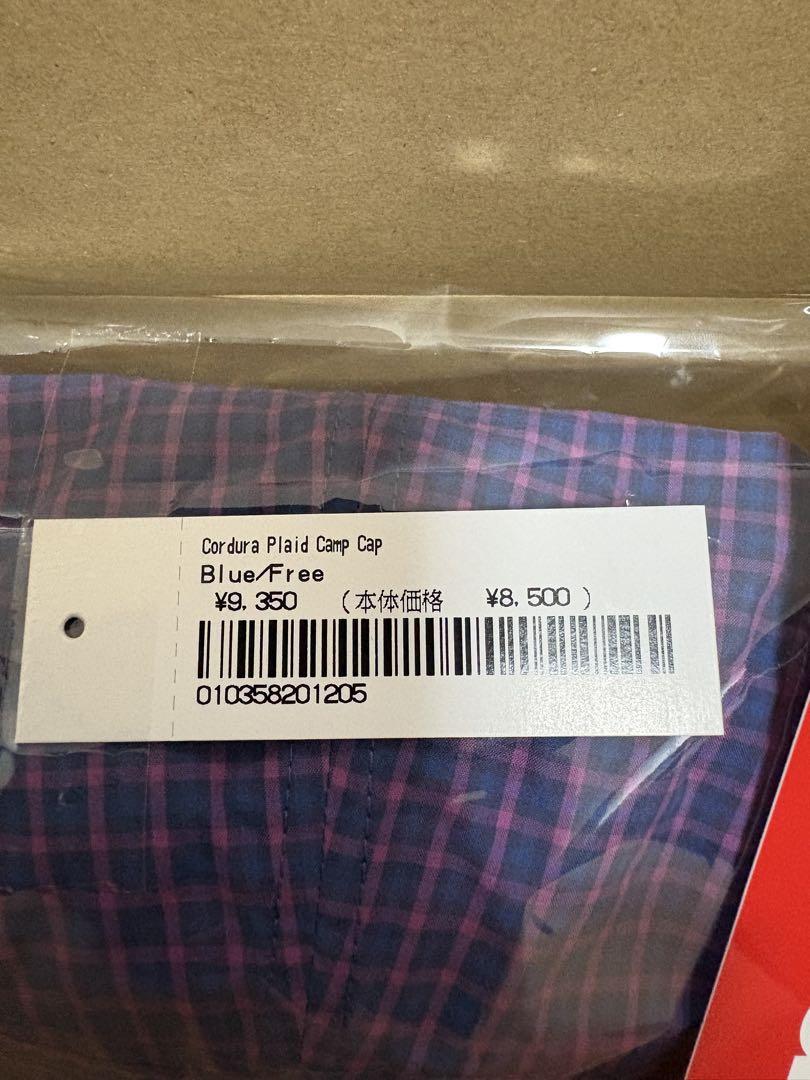 Cordura Plaid Camp Cap
Blue/Free
¥9,350 (本体価格 ¥8,500)
010358201205